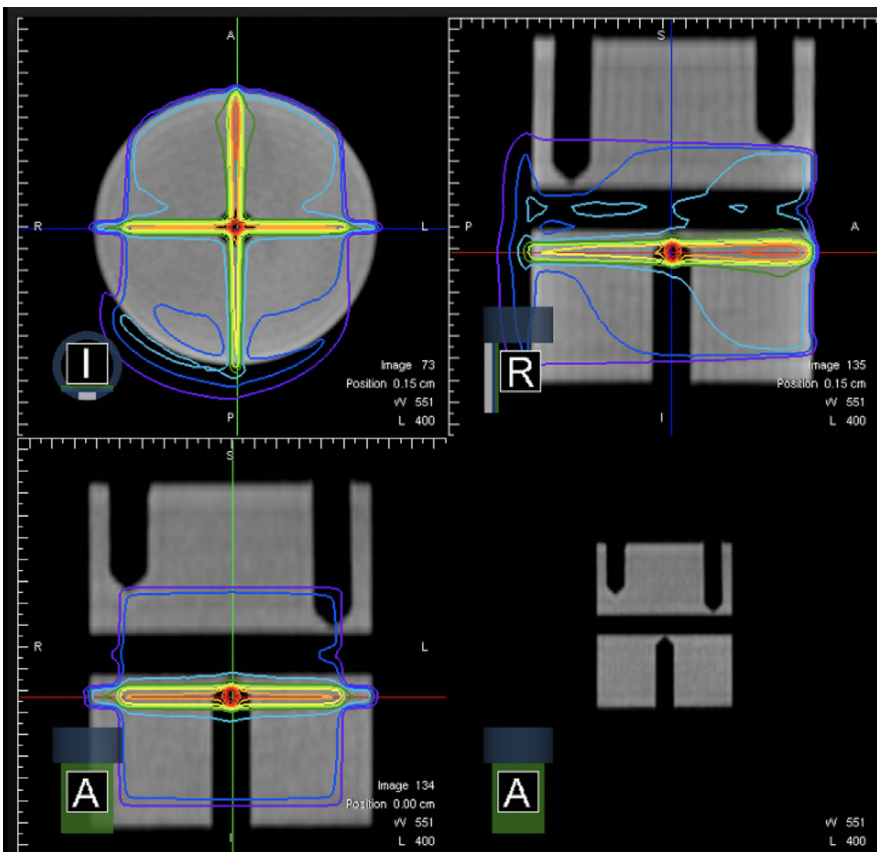 A
R
L
I
P
Image 73
Position 0.15 cm
W 551
L 400
S
P
A
R
I
Image 135
Position 0.15 cm
W 551
L 400
S
R
L
A
I
Image 134
Position 0.00 cm
W 551
L 400
A
W 551
L 400